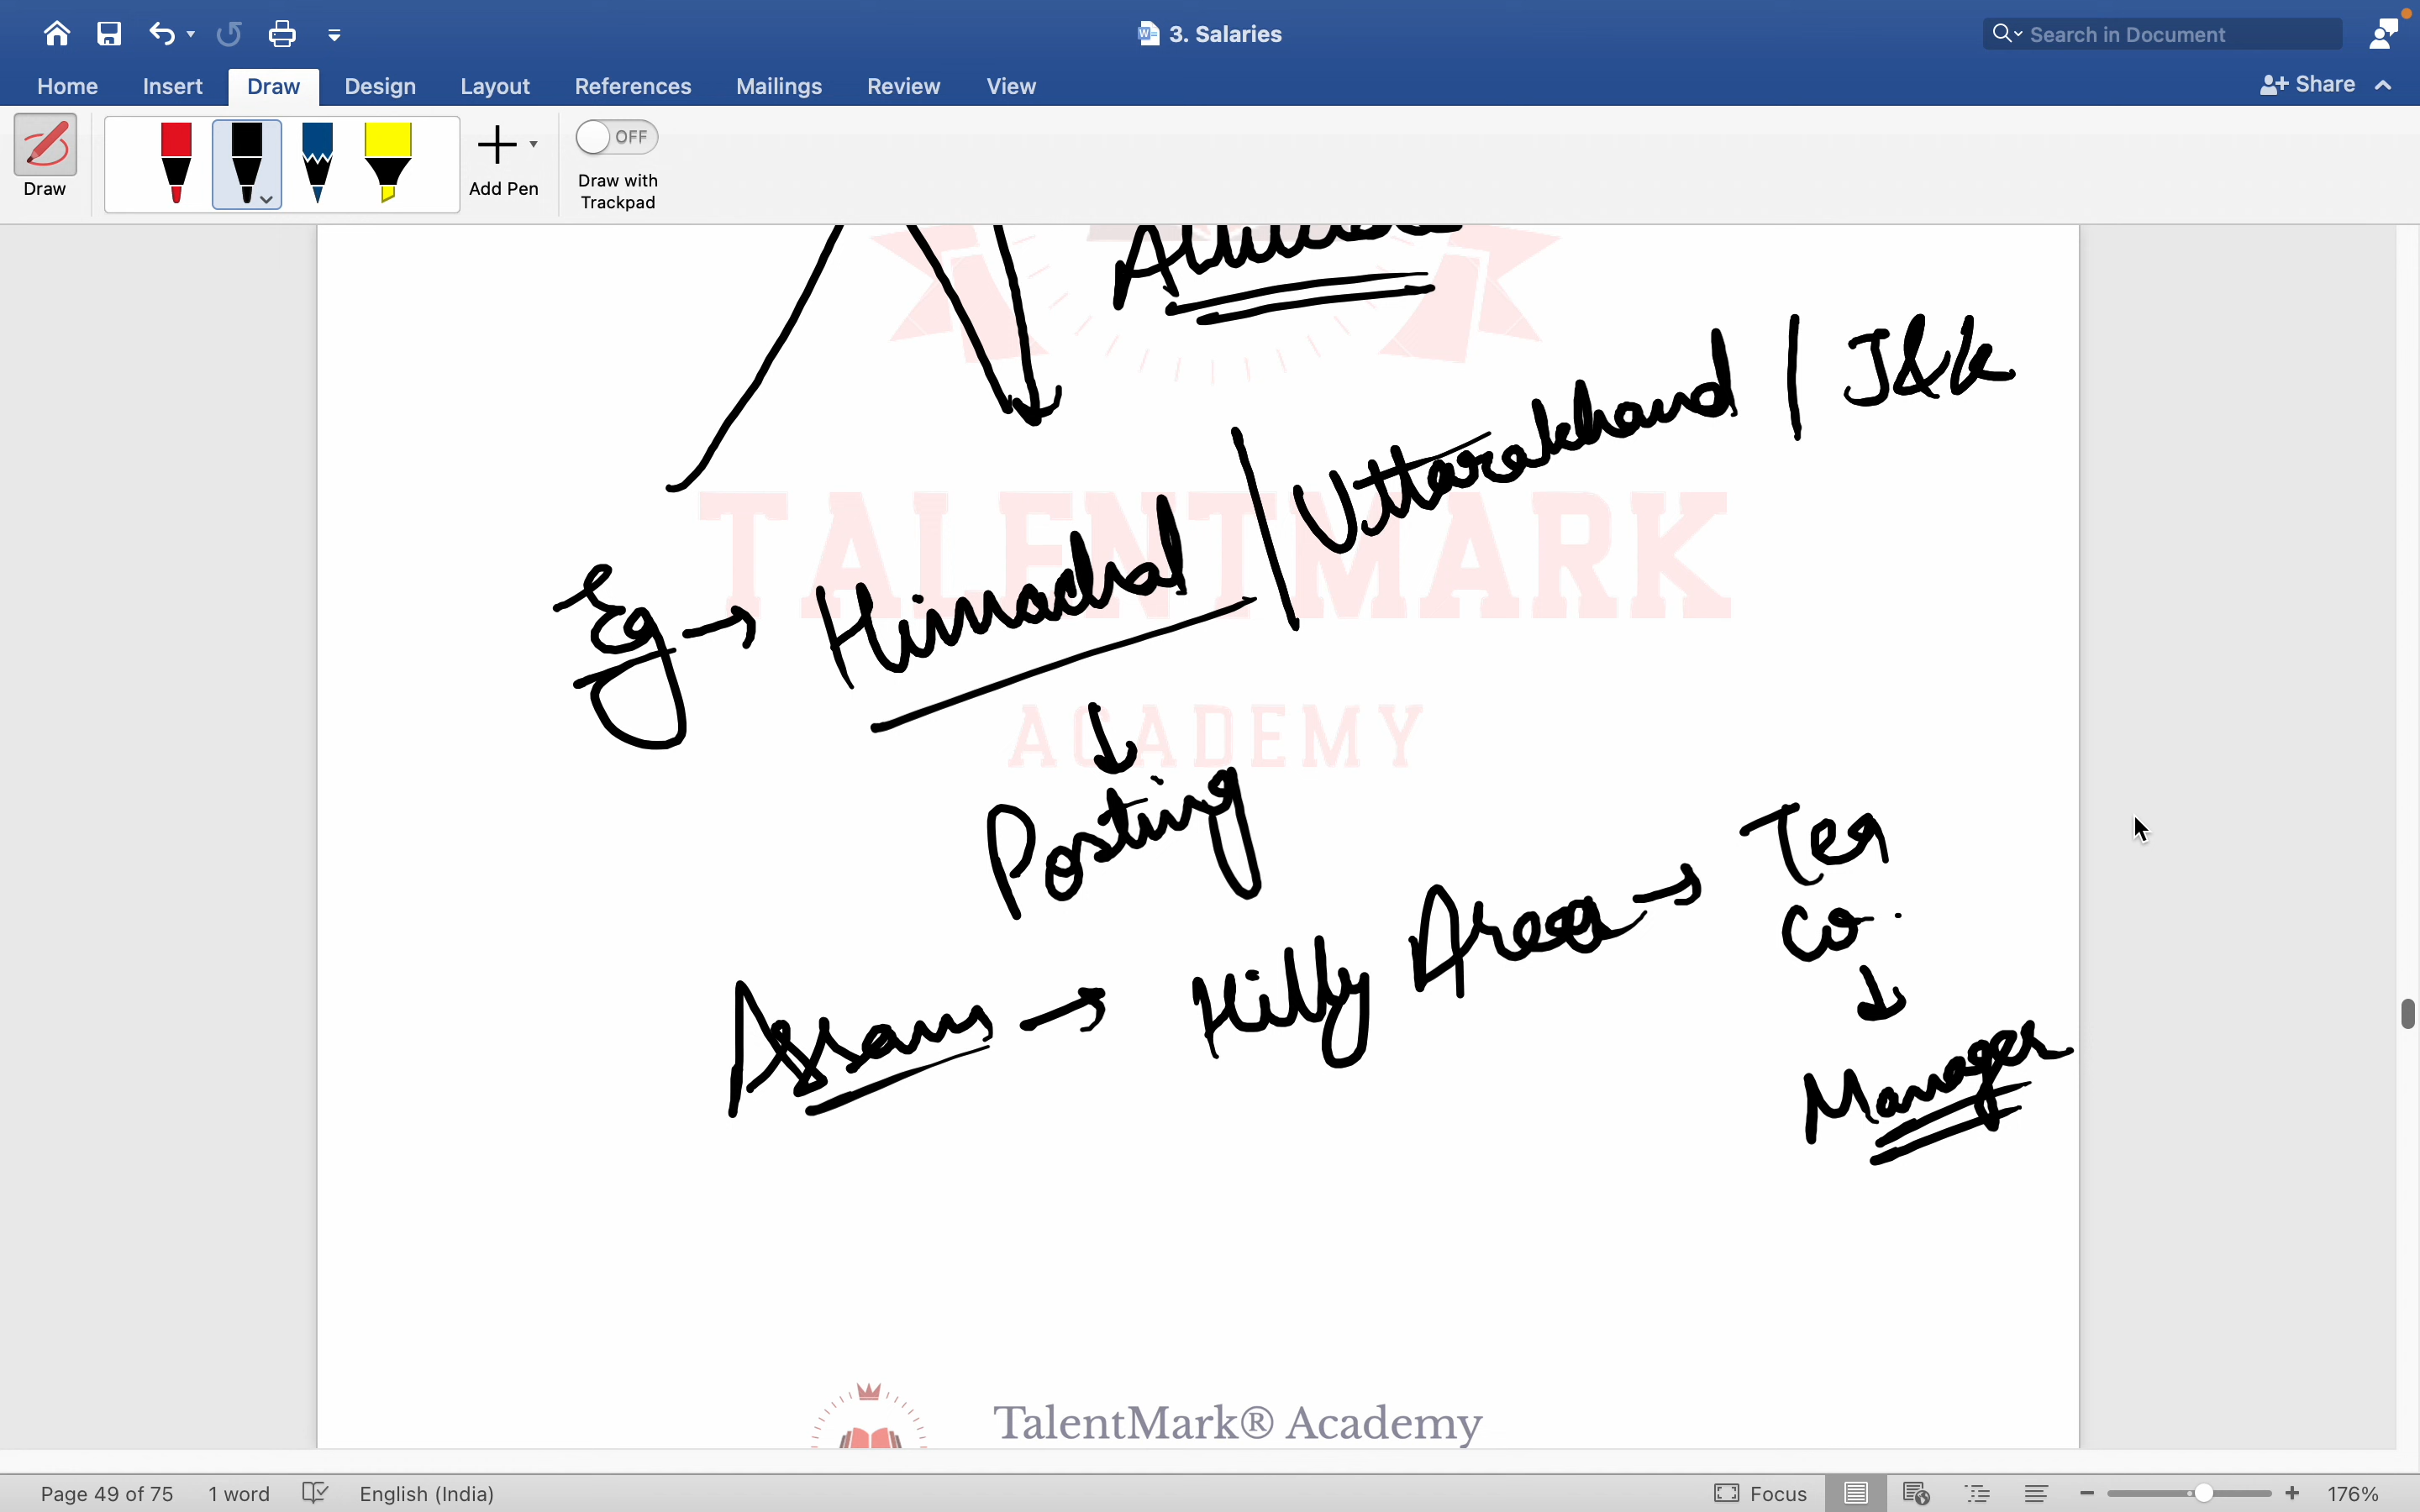 3. Salaries
Search in Document
Home Insert Draw Design Layout References Mailings Review View
Share
OFF
Draw
Add Pen
Draw with
Trackpad
J&K
Uttarakhand /
TALENTMARK
Eg → Himachal /
ACADEMY
↓
Posting
Tea
Co.
Assam → Hilly Area →
↓
Manager
TalentMark® Academy
Page 49 of 75 1 word English (India) Focus 176%